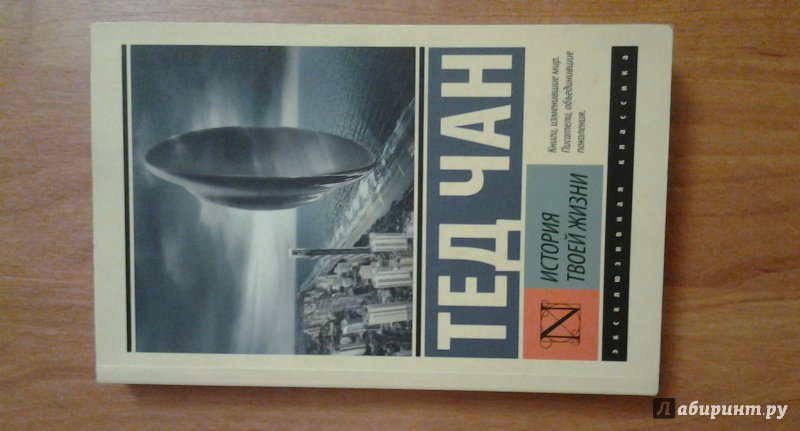 Книги, изменившие мир.
Писатели, объединившие
поколения.
ТЕД ЧАН
N
ИСТОРИЯ
ТВОЕЙ ЖИЗНИ
эксклюзивная классика
Лабиринт.ру